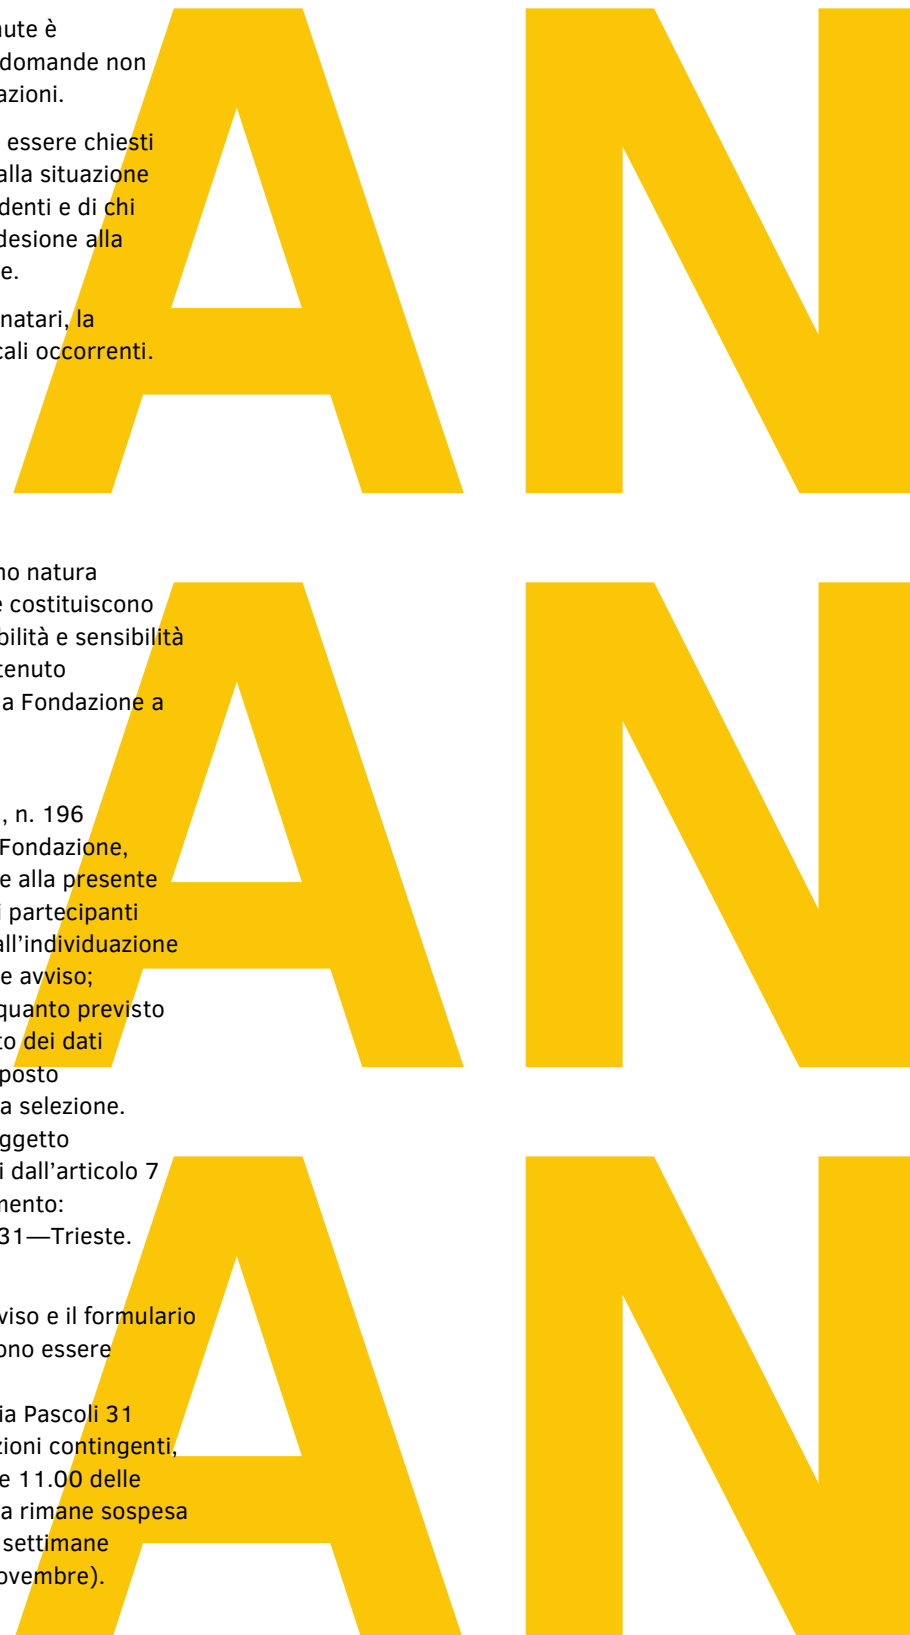 ute è
domande non
azioni.
essere chiesti
alla situazione
denti e di chi
desione alla
e.
natari, la
cali occorrenti.
AN
no natura
e costituiscono
bilità e sensibilità
tenuto
a Fondazione a
, n. 196
Fondazione,
e alla presente
i partecipanti
all’individuazione
e avviso;
quanto previsto
to dei dati
posto
a selezione.
ggetto
i dall’articolo 7
mento:
31—Trieste.
AN
viso e il formulario
ono essere
ia Pascoli 31
zioni contingenti,
e 11.00 delle
a rimane sospesa
settimane
ovembre).
AN